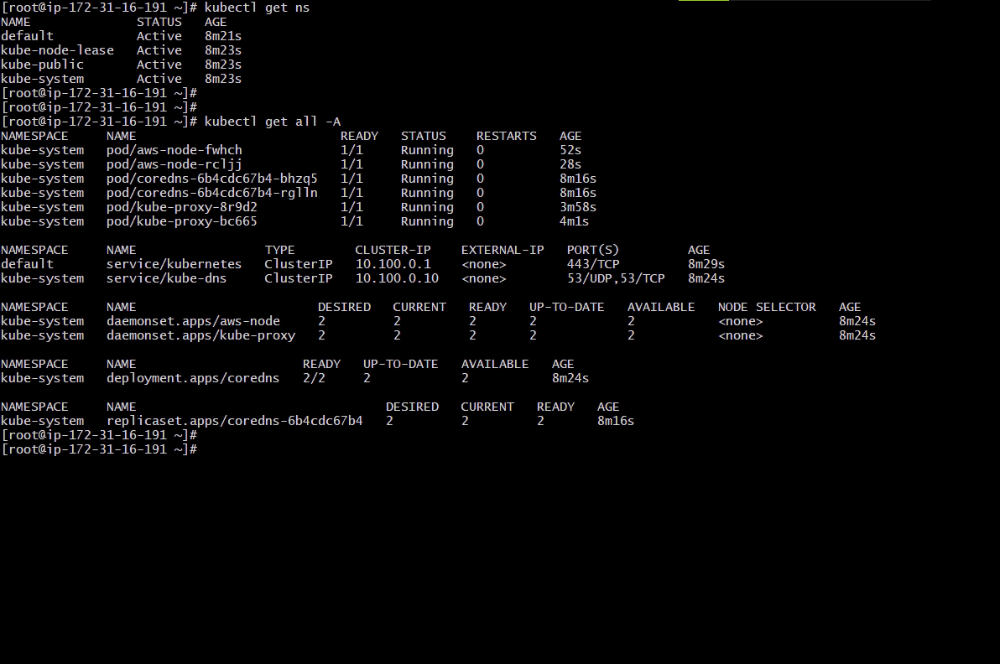 [root@ip-172-31-16-191 ~]# kubectl get ns
NAME              STATUS   AGE
default           Active   8m21s
kube-node-lease   Active   8m23s
kube-public       Active   8m23s
kube-system       Active   8m23s
[root@ip-172-31-16-191 ~]#
[root@ip-172-31-16-191 ~]#
[root@ip-172-31-16-191 ~]# kubectl get all -A
NAMESPACE     NAME                           READY   STATUS    RESTARTS   AGE
kube-system   pod/aws-node-fwhch             1/1     Running   0          52s
kube-system   pod/aws-node-rcljj             1/1     Running   0          28s
kube-system   pod/coredns-6b4cdc67b4-bhzq5   1/1     Running   0          8m16s
kube-system   pod/coredns-6b4cdc67b4-rglln   1/1     Running   0          8m16s
kube-system   pod/kube-proxy-8r9d2           1/1     Running   0          3m58s
kube-system   pod/kube-proxy-bc665           1/1     Running   0          4m1s
NAMESPACE     NAME                 TYPE        CLUSTER-IP    EXTERNAL-IP   PORT(S)         AGE
default       service/kubernetes   ClusterIP   10.100.0.1    <none>        443/TCP         8m29s
kube-system   service/kube-dns     ClusterIP   10.100.0.10   <none>        53/UDP,53/TCP   8m24s
NAMESPACE     NAME                        DESIRED   CURRENT   READY   UP-TO-DATE   AVAILABLE   NODE SELECTOR   AGE
kube-system   daemonset.apps/aws-node     2         2         2       2            2           <none>          8m24s
kube-system   daemonset.apps/kube-proxy   2         2         2       2            2           <none>          8m24s
NAMESPACE     NAME                      READY   UP-TO-DATE   AVAILABLE   AGE
kube-system   deployment.apps/coredns   2/2     2            2           8m24s
NAMESPACE     NAME                                 DESIRED   CURRENT   READY   AGE
kube-system   replicaset.apps/coredns-6b4cdc67b4   2         2         2       8m16s
[root@ip-172-31-16-191 ~]#
[root@ip-172-31-16-191 ~]#